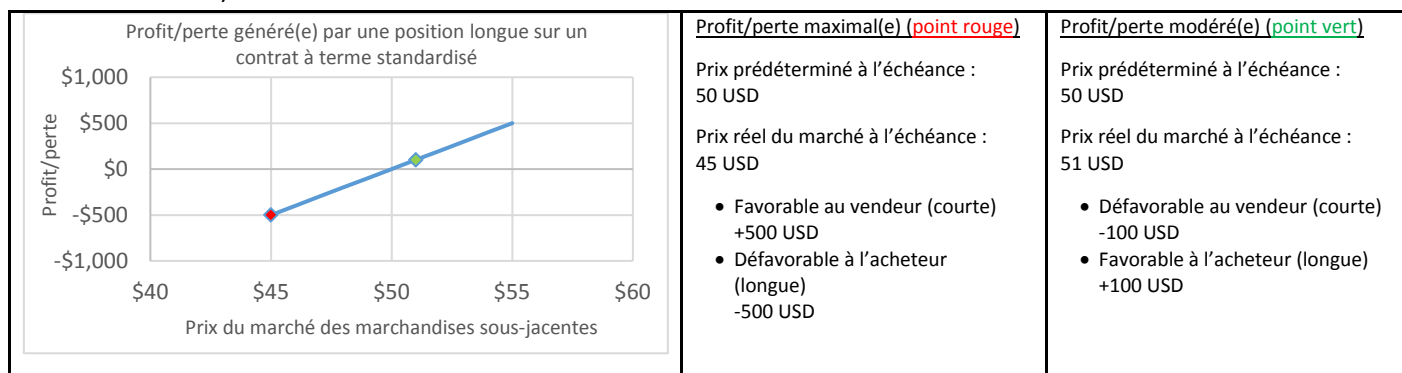 Profit/perte généré(e) par une position longue sur un
contrat à terme standardisé
$1,000
$500
$0
-$500
-$1,000
Profit/perte
$40 $45 $50 $55 $60
Prix du marché des marchandises sous-jacentes
Profit/perte maximal(e) (point rouge)
Prix prédéterminé à l’échéance :
50 USD
Prix réel du marché à l’échéance :
45 USD
• Favorable au vendeur (courte)
+500 USD
• Défavorable à l’acheteur
(longue)
-500 USD
Profit/perte modéré(e) (point vert)
Prix prédéterminé à l’échéance :
50 USD
Prix réel du marché à l’échéance :
51 USD
• Défavorable au vendeur (courte)
-100 USD
• Favorable à l’acheteur (longue)
+100 USD